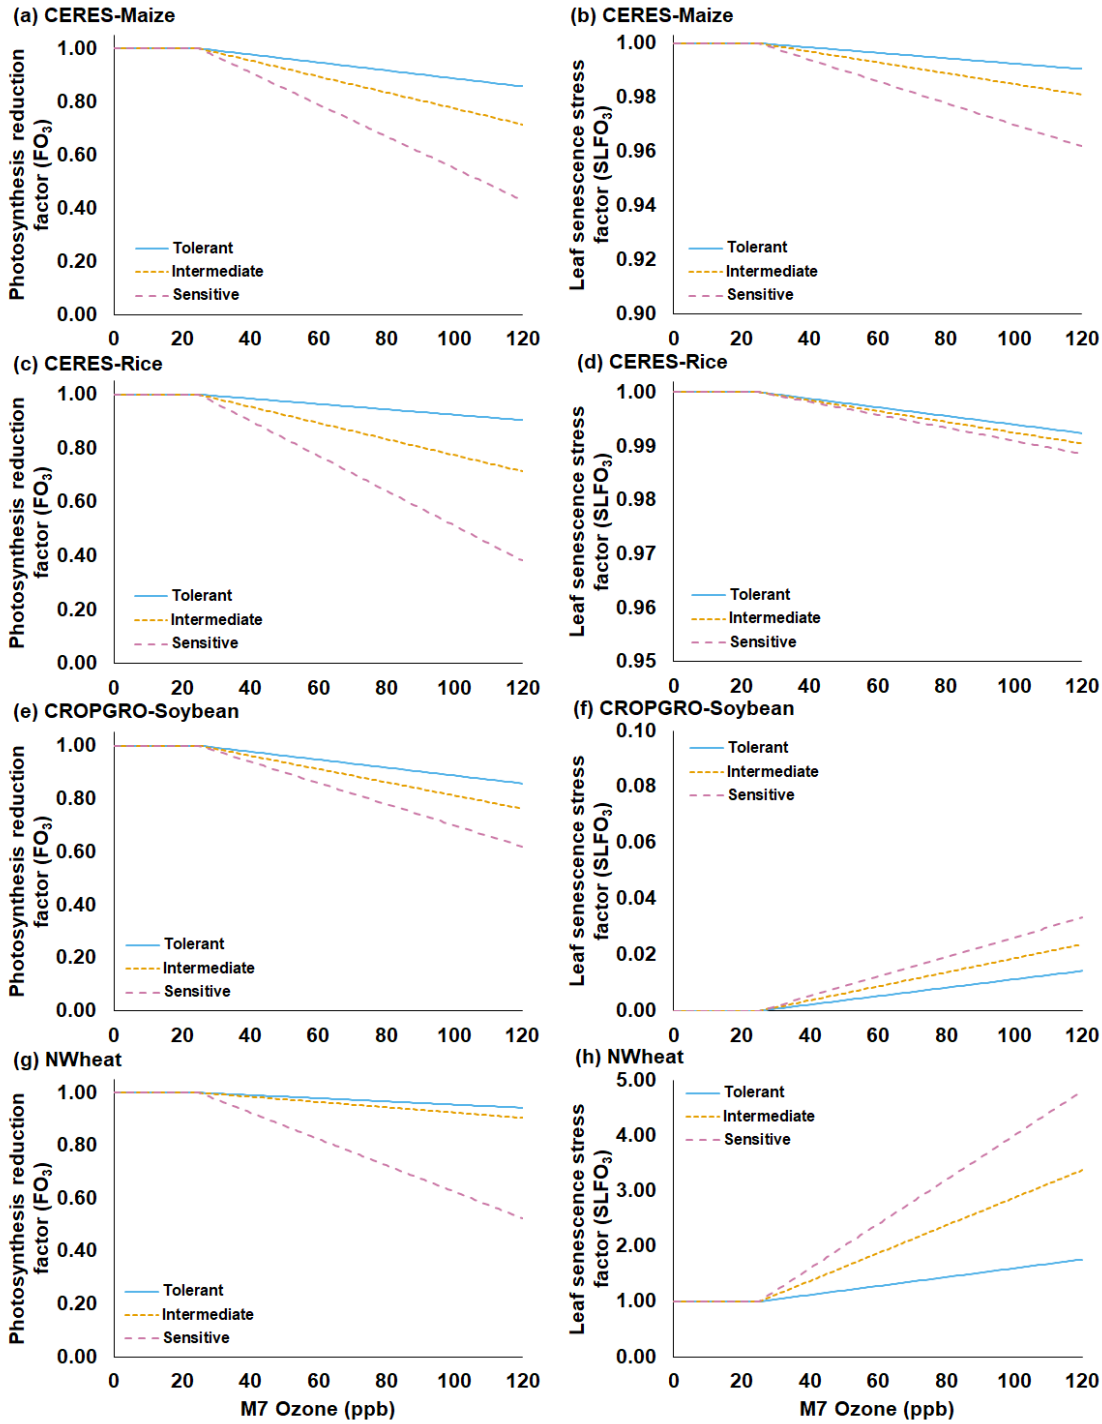 (a) CERES-Maize
Photosynthesis reduction
factor (FO₃)
1.00
0.80
0.60
0.40
0.20
0.00
Tolerant
Intermediate
Sensitive
0 20 40 60 80 100 120
(b) CERES-Maize
Leaf senescence stress
factor (SLFO₃)
1.00
0.98
0.96
0.94
0.92
0.90
Tolerant
Intermediate
Sensitive
0 20 40 60 80 100 120
(c) CERES-Rice
Photosynthesis reduction
factor (FO₃)
1.00
0.80
0.60
0.40
0.20
0.00
Tolerant
Intermediate
Sensitive
0 20 40 60 80 100 120
(d) CERES-Rice
Leaf senescence stress
factor (SLFO₃)
1.00
0.99
0.98
0.97
0.96
0.95
Tolerant
Intermediate
Sensitive
0 20 40 60 80 100 120
(e) CROPGRO-Soybean
Photosynthesis reduction
factor (FO₃)
1.00
0.80
0.60
0.40
0.20
0.00
Tolerant
Intermediate
Sensitive
0 20 40 60 80 100 120
(f) CROPGRO-Soybean
Leaf senescence stress
factor (SLFO₃)
0.10
0.08
0.06
0.04
0.02
0.00
Tolerant
Intermediate
Sensitive
0 20 40 60 80 100 120
(g) NWheat
Photosynthesis reduction
factor (FO₃)
1.00
0.80
0.60
0.40
0.20
0.00
Tolerant
Intermediate
Sensitive
0 20 40 60 80 100 120
M7 Ozone (ppb)
(h) NWheat
Leaf senescence stress
factor (SLFO₃)
5.00
4.00
3.00
2.00
1.00
0.00
Tolerant
Intermediate
Sensitive
0 20 40 60 80 100 120
M7 Ozone (ppb)